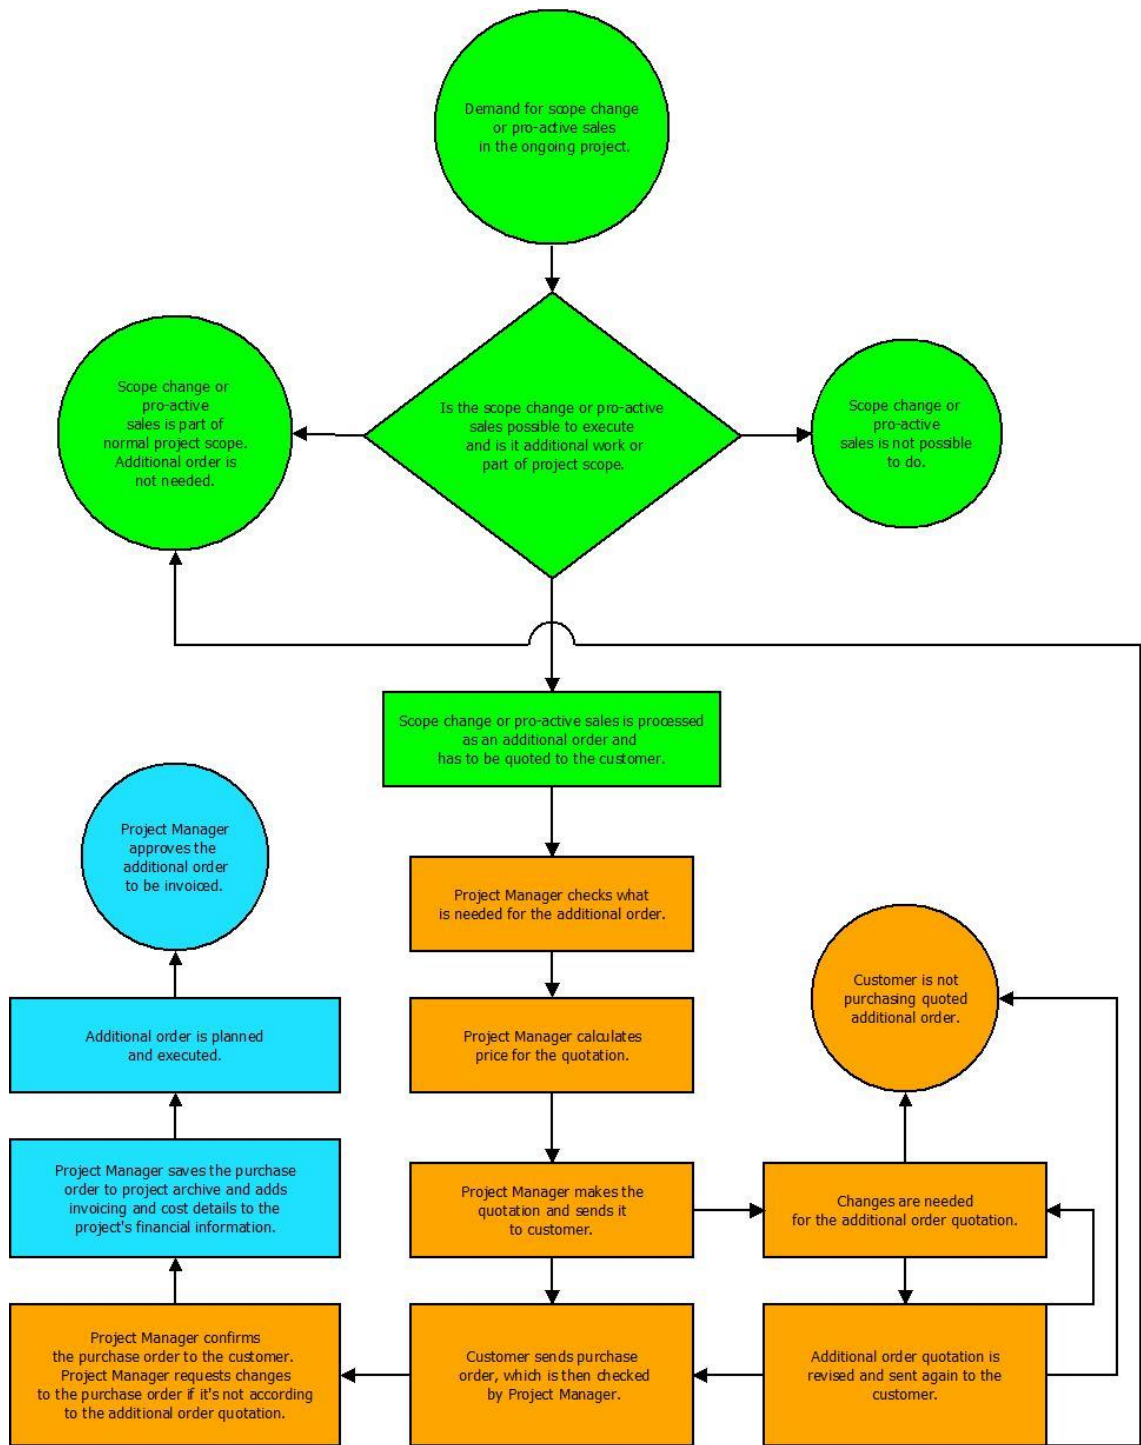 Demand for scope change
or pro-active sales
in the ongoing project.
Scope change or
pro-active
sales is part of
normal project scope.
Additional order is
not needed.
Is the scope change or pro-active
sales possible to execute
and is it additional work or
part of project scope.
Scope change or
pro-active
sales is not possible
to do.
Scope change or pro-active sales is processed
as an additional order and
has to be quoted to the customer.
Project Manager
approves the
additional order
to be invoiced.
Project Manager checks what
is needed for the additional order.
Customer is not
purchasing quoted
additional order.
Additional order is planned
and executed.
Project Manager calculates
price for the quotation.
Project Manager saves the purchase
order to project archive and adds
invoicing and cost details to the
project's financial information.
Project Manager makes the
quotation and sends it
to customer.
Changes are needed
for the additional order quotation.
Project Manager confirms
the purchase order to the customer.
Project Manager requests changes
to the purchase order if it's not according
to the additional order quotation.
Customer sends purchase
order, which is then checked
by Project Manager.
Additional order quotation is
revised and sent again to the
customer.